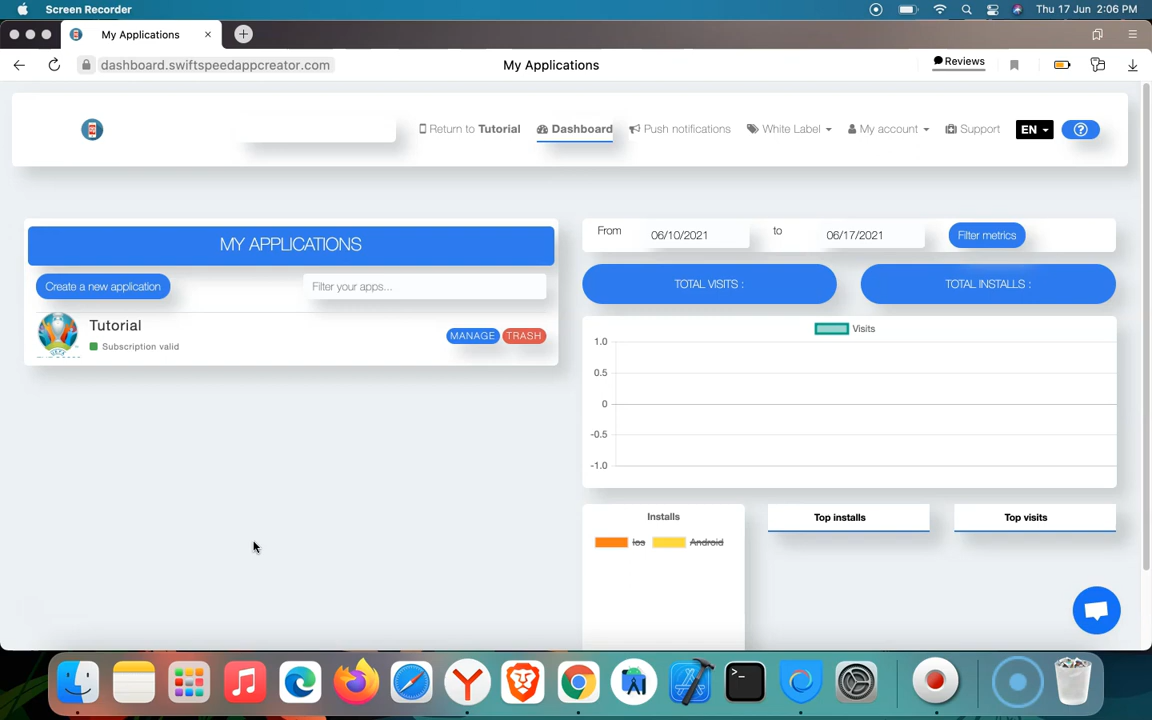 Screen Recorder
Thu 17 Jun 2:06 PM
My Applications
dashboard.swiftspeedappcreator.com
My Applications
Reviews
Return to Tutorial
Dashboard
Push notifications
White Label
My account
Support
EN
MY APPLICATIONS
Create a new application
Filter your apps...
Tutorial
Subscription valid
MANAGE
TRASH
From
06/10/2021
to
06/17/2021
Filter metrics
TOTAL VISITS :
TOTAL INSTALLS :
Visits
1.0
0.5
0
-0.5
-1.0
Installs
Ios
Android
Top installs
Top visits